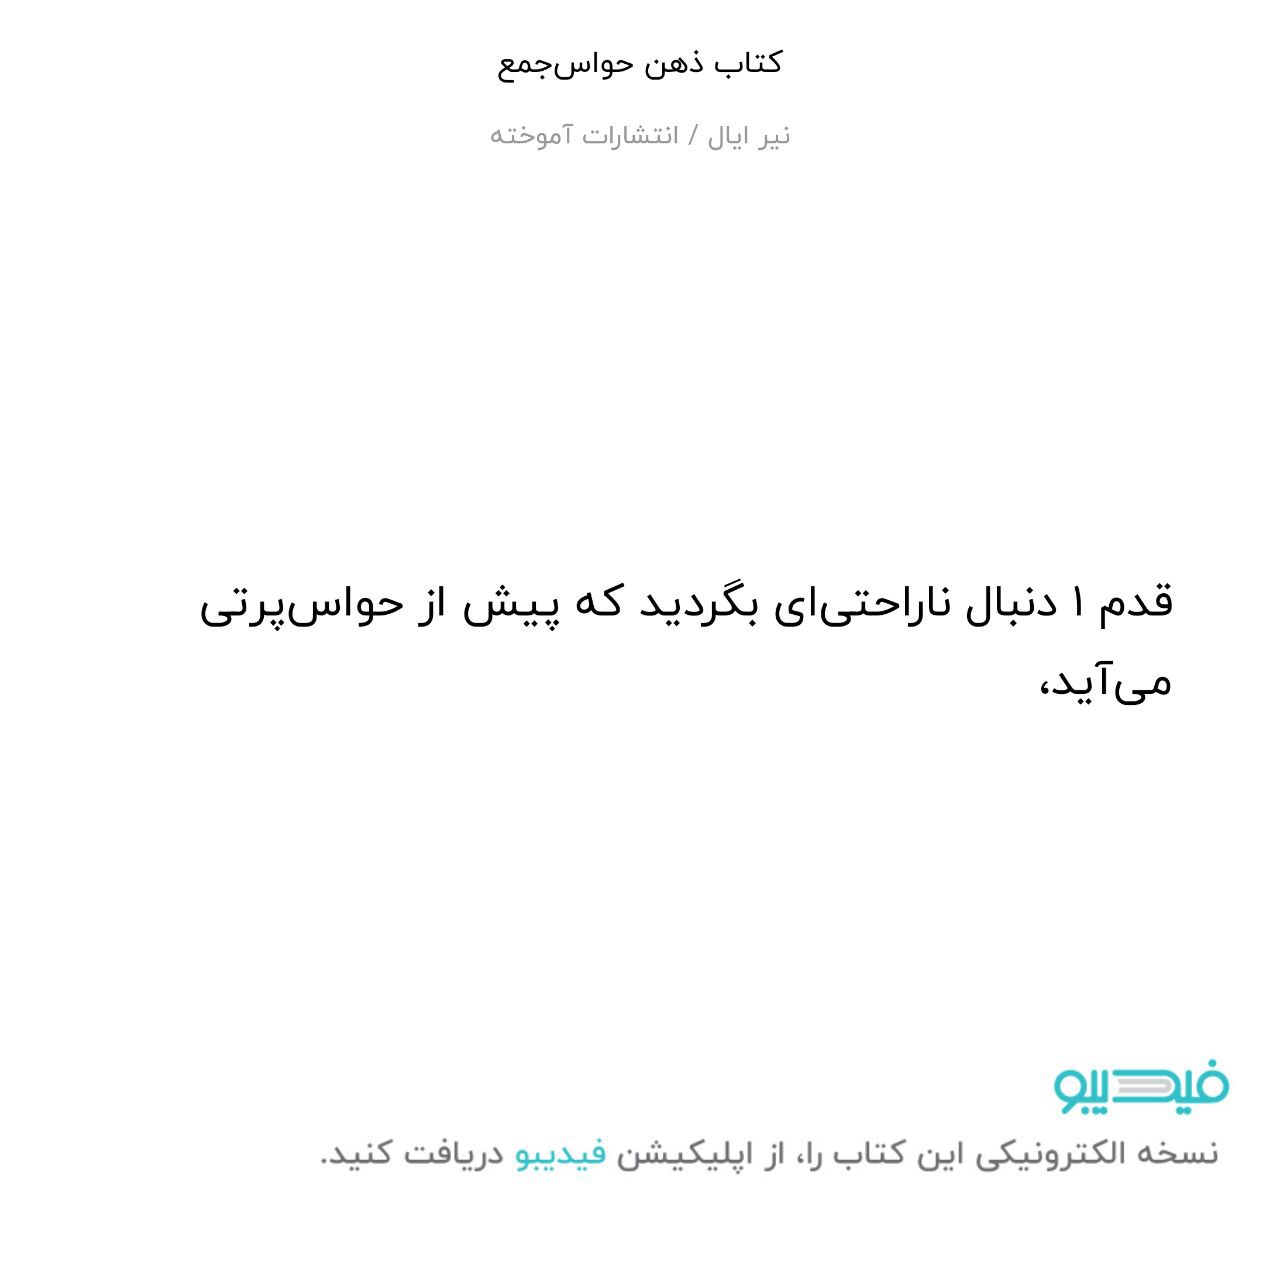 کتاب ذهن حواس‌جمع
نیر ایال / انتشارات آموخته
قدم ۱ دنبال ناراحتی‌ای بگردید که پیش از حواس‌پرتی
می‌آید،
فیدیبو
نسخه الکترونیکی این کتاب را، از اپلیکیشن فیدیبو دریافت کنید.